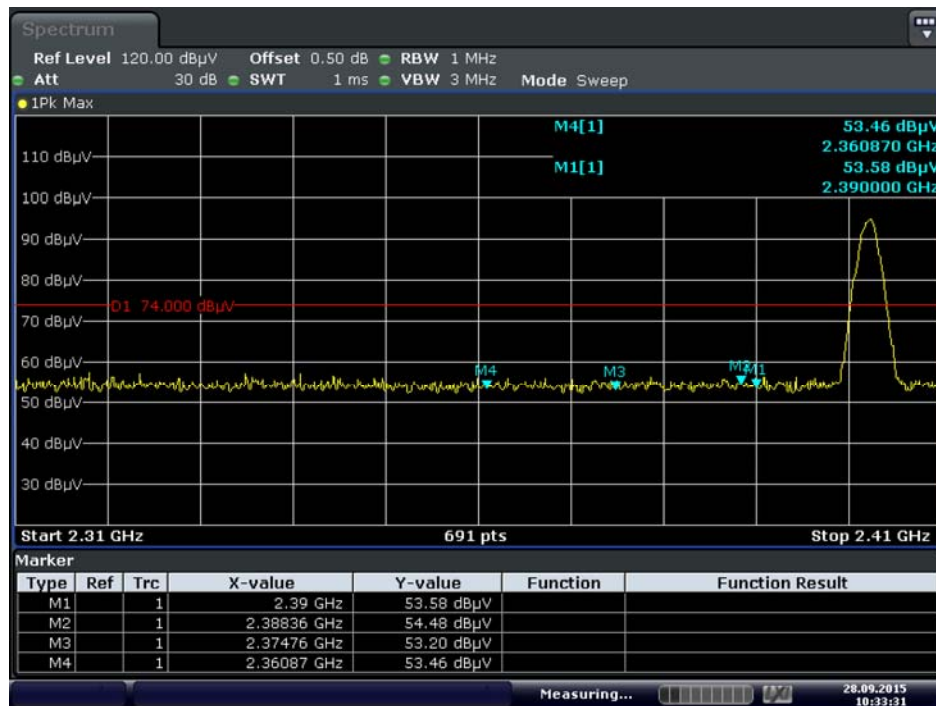 Spectrum
Ref Level 120.00 dBµV Offset 0.50 dB RBW 1 MHz
Att 30 dB SWT 1 ms VBW 3 MHz Mode Sweep
1Pk Max
M4[1] 53.46 dBµV
2.360870 GHz
110 dBµV
M1[1] 53.58 dBµV
2.390000 GHz
100 dBµV
90 dBµV
80 dBµV
D1 74.000 dBµV
70 dBµV
60 dBµV
M4 M3 M2 M1
50 dBµV
40 dBµV
30 dBµV
Start 2.31 GHz 691 pts Stop 2.41 GHz
Marker
Type Ref Trc X-value Y-value Function Function Result
M1 1 2.39 GHz 53.58 dBµV
M2 1 2.38836 GHz 54.48 dBµV
M3 1 2.37476 GHz 53.20 dBµV
M4 1 2.36087 GHz 53.46 dBµV
Measuring... 28.09.2015
10:33:31